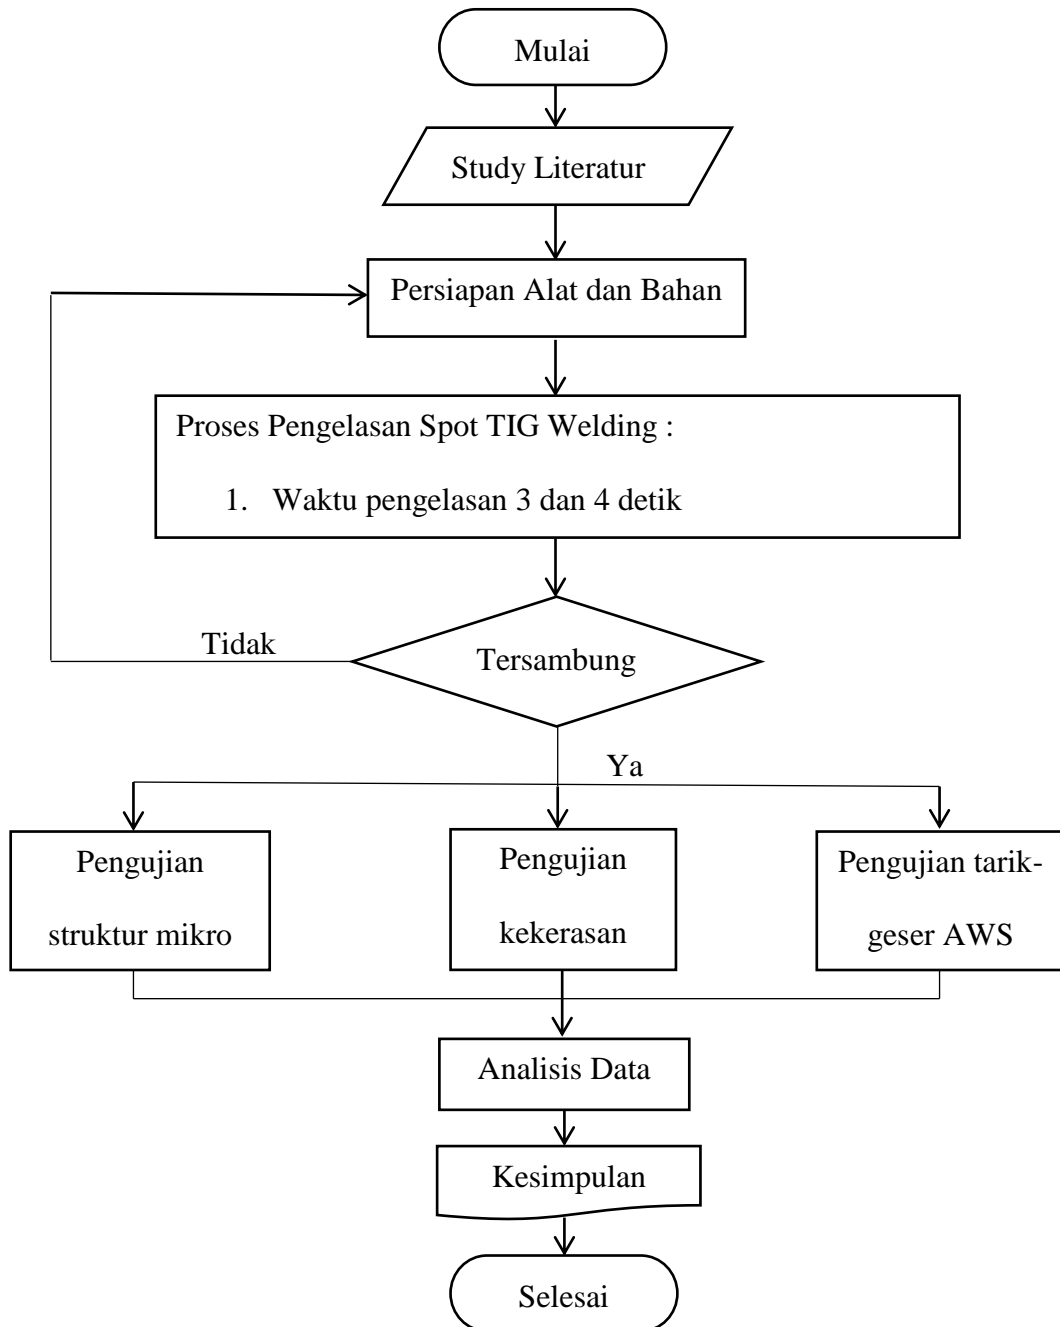 Mulai
Study Literatur
Persiapan Alat dan Bahan
Proses Pengelasan Spot TIG Welding :
1. Waktu pengelasan 3 dan 4 detik
Tidak
Tersambung
Ya
Pengujian
struktur mikro
Pengujian
kekerasan
Pengujian tarik-
geser AWS
Analisis Data
Kesimpulan
Selesai